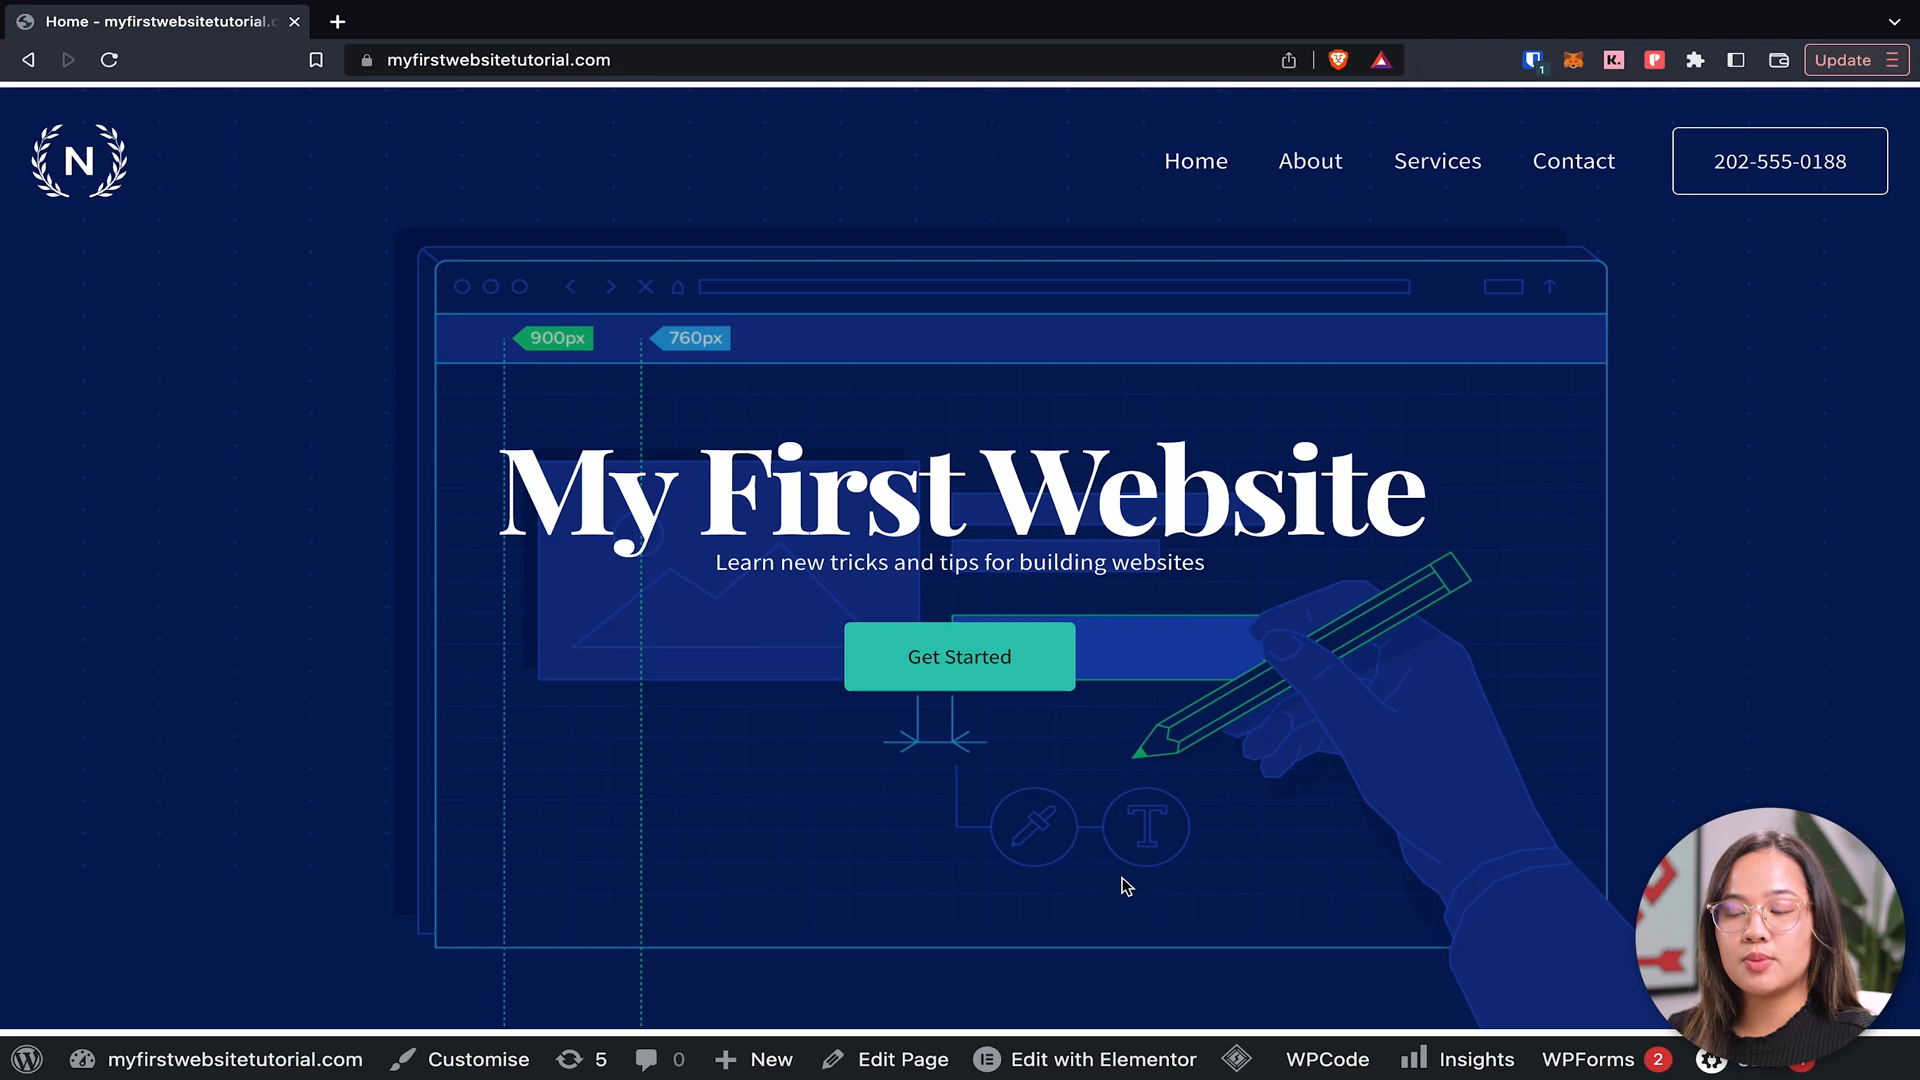 Home - myfirstwebsitetutorial.c
myfirstwebsitetutorial.com
1
K.
Update
N
Home
About
Services
Contact
202-555-0188
900px
760px
My First Website
Learn new tricks and tips for building websites
Get Started
T
myfirstwebsitetutorial.com
Customise
5
0
New
Edit Page
Edit with Elementor
WPCode
Insights
WPForms
2